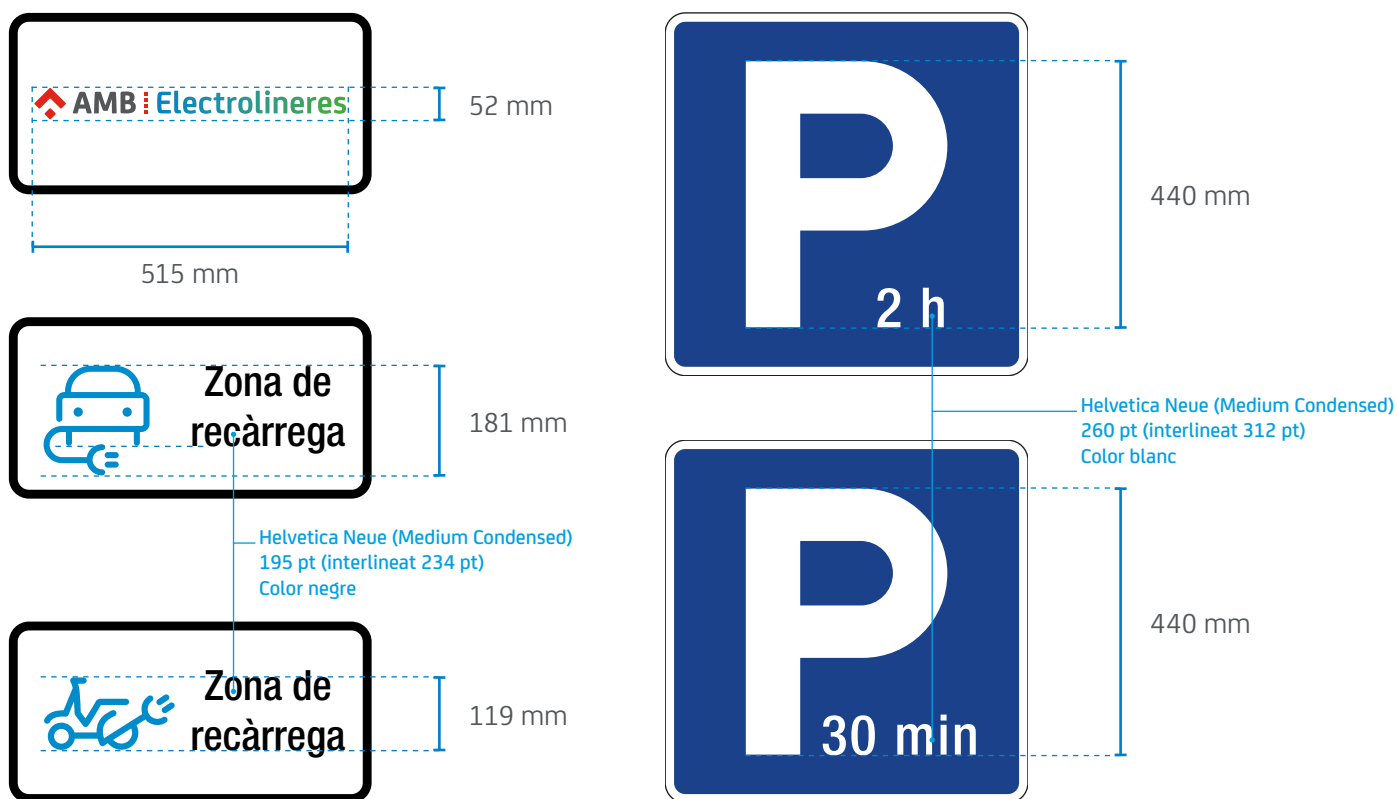 AMB Electrolineres
52 mm
515 mm
Zona de
recàrrega
181 mm
Helvetica Neue (Medium Condensed)
195 pt (interlineat 234 pt)
Color negre
Zona de
recàrrega
119 mm
P
2 h
440 mm
Helvetica Neue (Medium Condensed)
260 pt (interlineat 312 pt)
Color blanc
P
30 min
440 mm